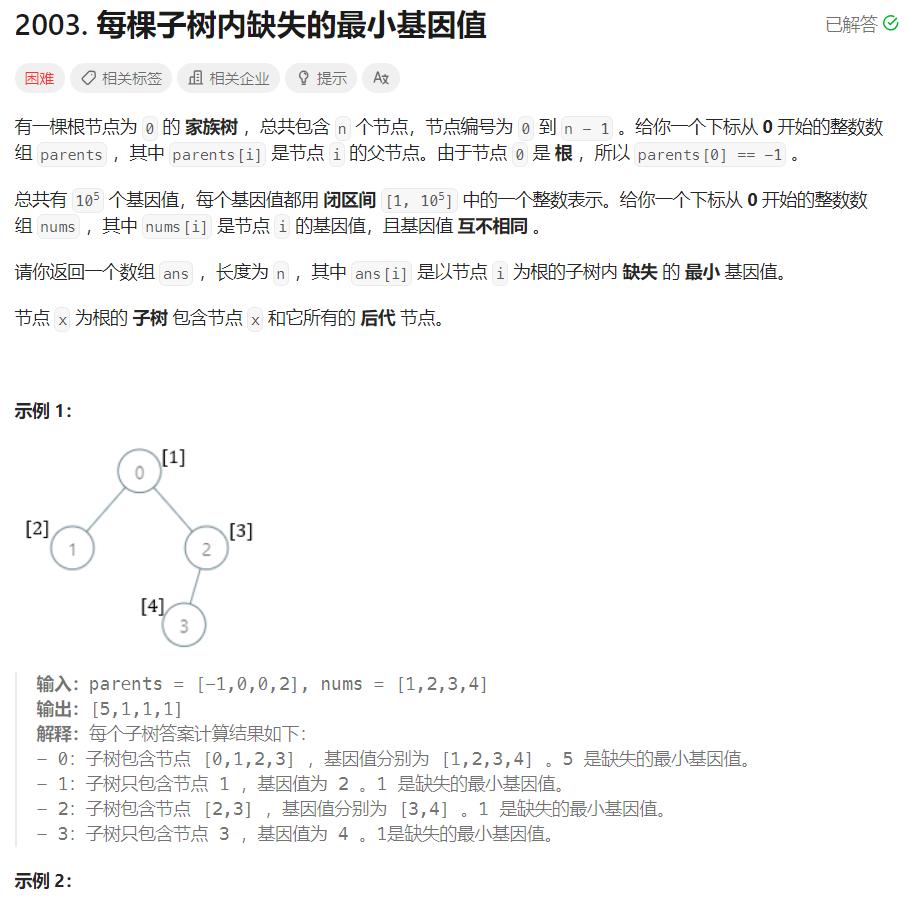 2003. 每棵子树内缺失的最小基因值
已解答
困难 相关标签 相关企业 提示 Aз
有一棵根节点为 0 的 家族树 ，总共包含 n 个节点，节点编号为 0 到 n - 1 。给你一个下标从 0 开始的整数数
组 parents ，其中 parents[i] 是节点 i 的父节点。由于节点 0 是 根 ，所以 parents[0] == -1 。
总共有 10⁵ 个基因值，每个基因值都用 闭区间 [1, 10⁵] 中的一个整数表示。给你一个下标从 0 开始的整数数
组 nums ，其中 nums[i] 是节点 i 的基因值，且基因值 互不相同 。
请你返回一个数组 ans ，长度为 n ，其中 ans[i] 是以节点 i 为根的子树内 缺失 的 最小 基因值。
节点 x 为根的 子树 包含节点 x 和它所有的 后代 节点。
示例 1：
0 [1]
[2] 1
2 [3]
[4] 3
输入：parents = [-1,0,0,2], nums = [1,2,3,4]
输出：[5,1,1,1]
解释：每个子树答案计算结果如下：
- 0：子树包含节点 [0,1,2,3] ，基因值分别为 [1,2,3,4] 。5 是缺失的最小基因值。
- 1：子树只包含节点 1 ，基因值为 2 。1 是缺失的最小基因值。
- 2：子树包含节点 [2,3] ，基因值分别为 [3,4] 。1 是缺失的最小基因值。
- 3：子树只包含节点 3 ，基因值为 4 。1是缺失的最小基因值。
示例 2：